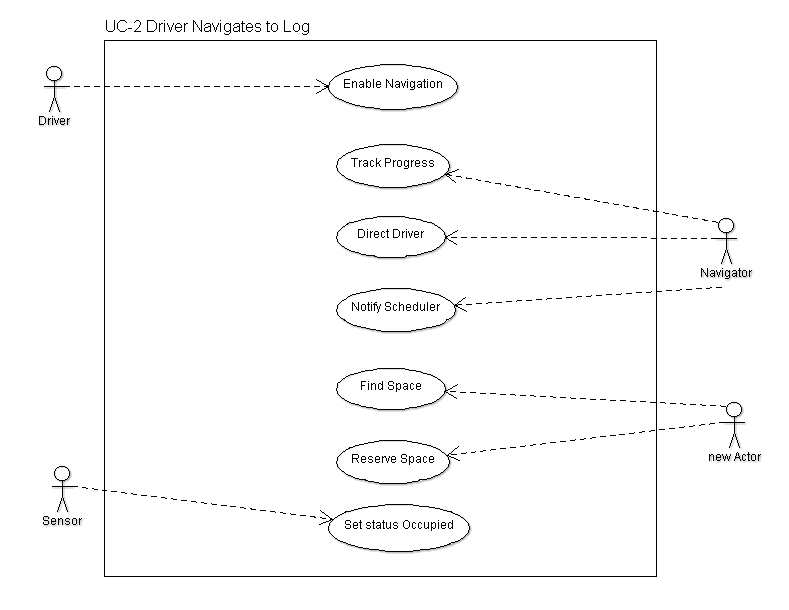 UC-2 Driver Navigates to Log
Enable Navigation
Driver
Track Progress
Direct Driver
Navigator
Notify Scheduler
Find Space
new Actor
Reserve Space
Sensor
Set status Occupied